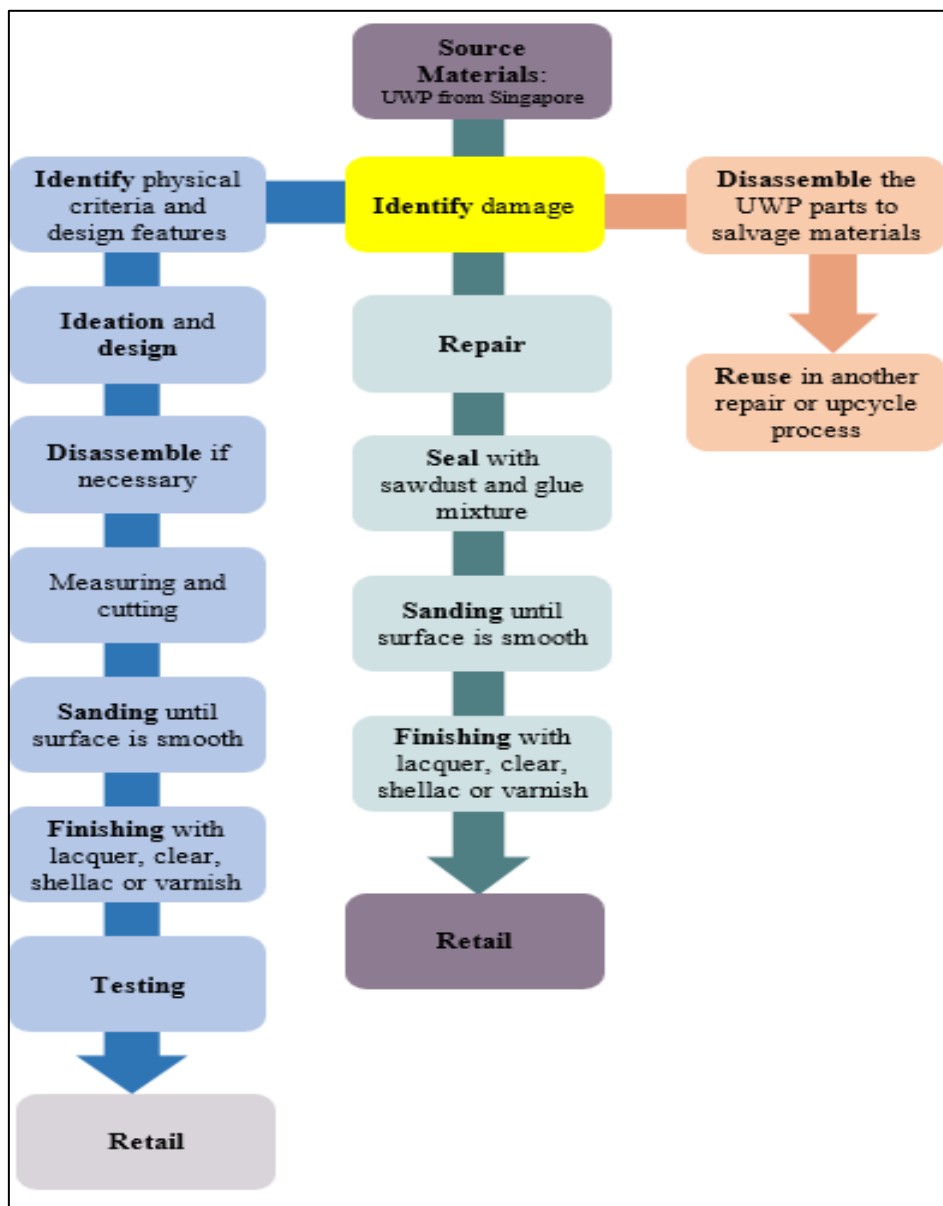 Source
Materials:
UWP from Singapore
Identify physical
criteria and
design features
Identify damage
Disassemble the
UWP parts to
salvage materials
Ideation and
design
Repair
Reuse in another
repair or upcycle
process
Disassemble if
necessary
Seal with
sawdust and glue
mixture
Measuring and
cutting
Sanding until
surface is smooth
Sanding until
surface is smooth
Finishing with
lacquer, clear,
shellac or varnish
Finishing with
lacquer, clear,
shellac or varnish
Retail
Testing
Retail